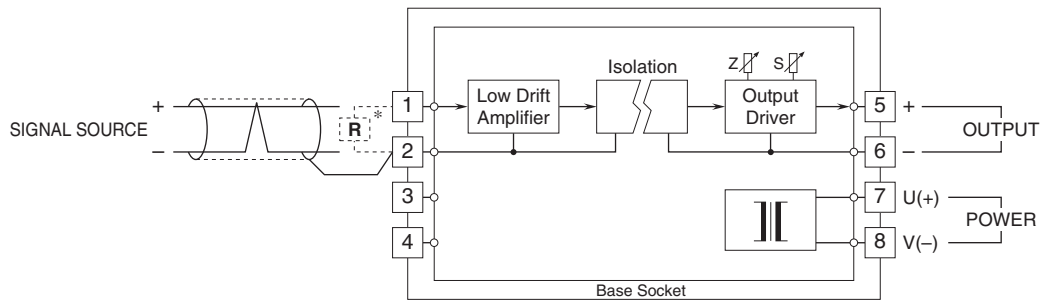 Isolation
Z S
+ 1 Low Drift Amplifier Output Driver 5 +
SIGNAL SOURCE R * OUTPUT
– 2 6 –
3 7 U(+)
POWER
4 8 V(–)
Base Socket